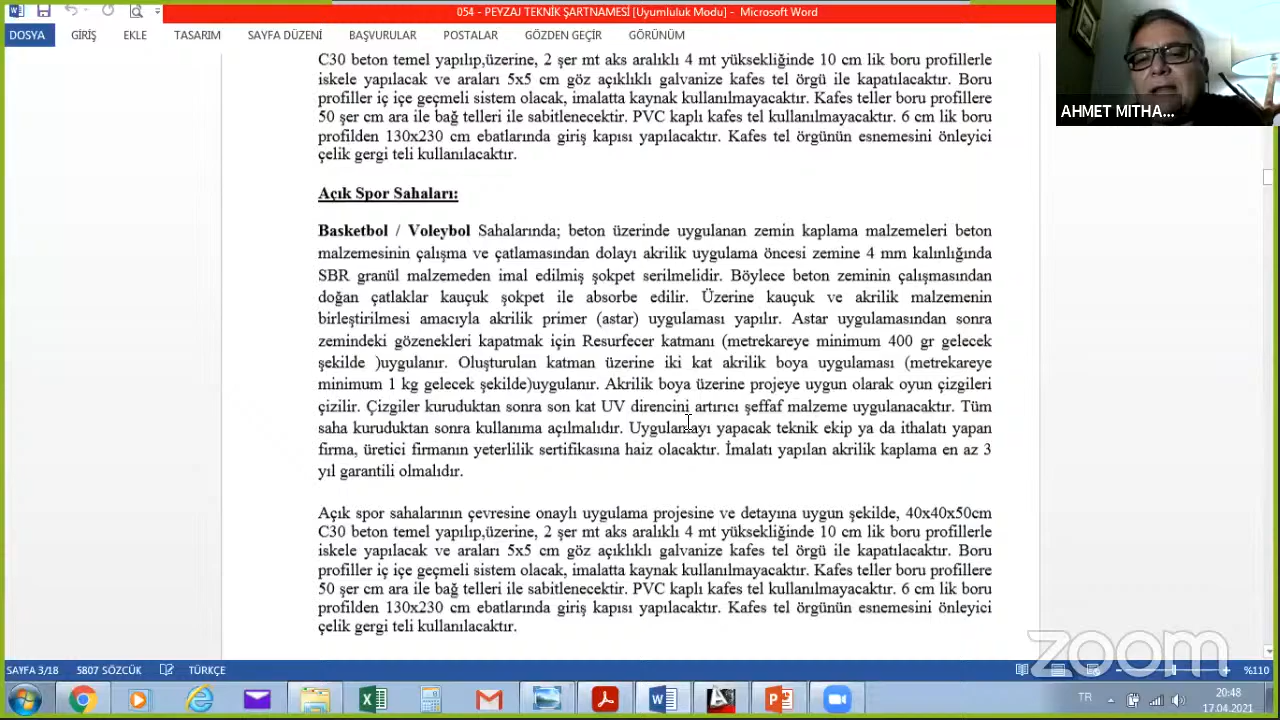 054 - PEYZAJ TEKNİK ŞARTNAMESİ [Uyumluluk Modu] - Microsoft Word
DOSYA GİRİŞ EKLE TASARIM SAYFA DÜZENİ BAŞVURULAR POSTALAR GÖZDEN GEÇİR GÖRÜNÜM
AHMET MITHA...
C30 beton temel yapılıp,üzerine, 2 şer mt aks aralıklı 4 mt yüksekliğinde 10 cm lik boru profillerle
iskele yapılacak ve araları 5x5 cm göz açıklıklı galvanize kafes tel örgü ile kapatılacaktır. Boru
profiller iç içe geçmeli sistem olacak, imalatta kaynak kullanılmayacaktır. Kafes teller boru profillere
50 şer cm ara ile bağ telleri ile sabitlenecektir. PVC kaplı kafes tel kullanılmayacaktır. 6 cm lik boru
profilden 130x230 cm ebatlarında giriş kapısı yapılacaktır. Kafes tel örgünün esnemesini önleyici
çelik gergi teli kullanılacaktır.
Açık Spor Sahaları:
Basketbol / Voleybol Sahalarında; beton üzerinde uygulanan zemin kaplama malzemeleri beton
malzemesinin çalışma ve çatlamasından dolayı akrilik uygulama öncesi zemine 4 mm kalınlığında
SBR granül malzemeden imal edilmiş şokpet serilmelidir. Böylece beton zeminin çalışmasından
doğan çatlaklar kauçuk şokpet ile absorbe edilir. Üzerine kauçuk ve akrilik malzemenin
birleştirilmesi amacıyla akrilik primer (astar) uygulaması yapılır. Astar uygulamasından sonra
zemindeki gözenekleri kapatmak için Resurfecer katmanı (metrekareye minimum 400 gr gelecek
şekilde )uygulanır. Oluşturulan katman üzerine iki kat akrilik boya uygulaması (metrekareye
minimum 1 kg gelecek şekilde)uygulanır. Akrilik boya üzerine projeye uygun olarak oyun çizgileri
çizilir. Çizgiler kuruduktan sonra son kat UV direncini artırıcı şeffaf malzeme uygulanacaktır. Tüm
saha kuruduktan sonra kullanıma açılmalıdır. Uygulamayı yapacak teknik ekip ya da ithalatı yapan
firma, üretici firmanın yeterlilik sertifikasına haiz olacaktır. İmalatı yapılan akrilik kaplama en az 3
yıl garantili olmalıdır.
Açık spor sahalarının çevresine onaylı uygulama projesine ve detayına uygun şekilde, 40x40x50cm
C30 beton temel yapılıp,üzerine, 2 şer mt aks aralıklı 4 mt yüksekliğinde 10 cm lik boru profillerle
iskele yapılacak ve araları 5x5 cm göz açıklıklı galvanize kafes tel örgü ile kapatılacaktır. Boru
profiller iç içe geçmeli sistem olacak, imalatta kaynak kullanılmayacaktır. Kafes teller boru profillere
50 şer cm ara ile bağ telleri ile sabitlenecektir. PVC kaplı kafes tel kullanılmayacaktır. 6 cm lik boru
profilden 130x230 cm ebatlarında giriş kapısı yapılacaktır. Kafes tel örgünün esnemesini önleyici
çelik gergi teli kullanılacaktır.
zoom
SAYFA 3/18 5807 SÖZCÜK TÜRKÇE %110
TR 20:48
17.04.2021